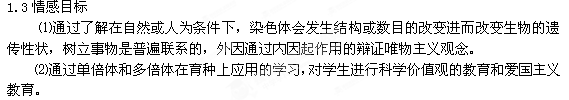 1.3 情感目标
(1)通过了解在自然或人为条件下，染色体会发生结构或数目的改变进而改变生物的遗
传性状，树立事物是普遍联系的，外因通过内因起作用的辩证唯物主义观念。
(2)通过单倍体和多倍体在育种上应用的学习，对学生进行科学价值观的教育和爱国主义
教育。